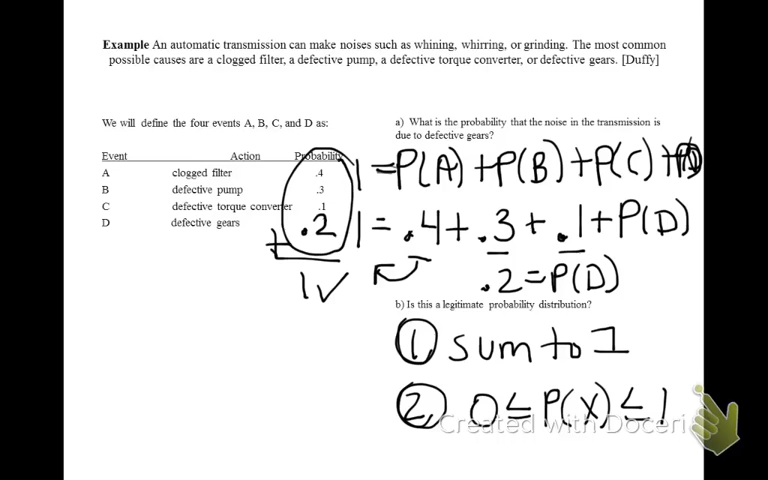 Example An automatic transmission can make noises such as whining, whirring, or grinding. The most common
possible causes are a clogged filter, a defective pump, a defective torque converter, or defective gears. [Duffy]
We will define the four events A, B, C, and D as:
Event Action Probability
A clogged filter .4
B defective pump .3
C defective torque converter .1
D defective gears .2
+
1 ✓
a) What is the probability that the noise in the transmission is
due to defective gears?
1 = P(A) + P(B) + P(C) +
1 = .4 + .3 + .1 + P(D)
.2 = P(D)
b) Is this a legitimate probability distribution?
① sum to 1
② 0 ≤ P(X) ≤ 1
Created with Doceri